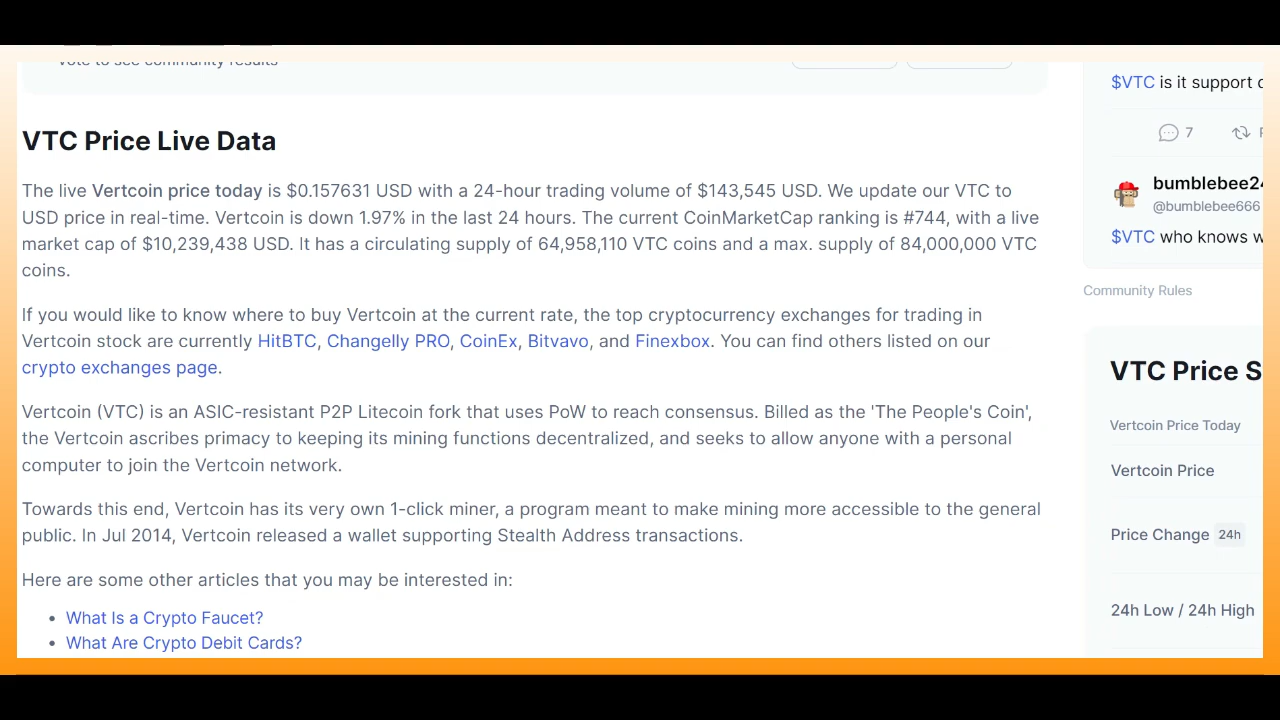 Vote to see community results
VTC Price Live Data
The live Vertcoin price today is $0.157631 USD with a 24-hour trading volume of $143,545 USD. We update our VTC to
USD price in real-time. Vertcoin is down 1.97% in the last 24 hours. The current CoinMarketCap ranking is #744, with a live
market cap of $10,239,438 USD. It has a circulating supply of 64,958,110 VTC coins and a max. supply of 84,000,000 VTC
coins.
If you would like to know where to buy Vertcoin at the current rate, the top cryptocurrency exchanges for trading in
Vertcoin stock are currently HitBTC, Changelly PRO, CoinEx, Bitvavo, and Finexbox. You can find others listed on our
crypto exchanges page.
Vertcoin (VTC) is an ASIC-resistant P2P Litecoin fork that uses PoW to reach consensus. Billed as the 'The People's Coin',
the Vertcoin ascribes primacy to keeping its mining functions decentralized, and seeks to allow anyone with a personal
computer to join the Vertcoin network.
Towards this end, Vertcoin has its very own 1-click miner, a program meant to make mining more accessible to the general
public. In Jul 2014, Vertcoin released a wallet supporting Stealth Address transactions.
Here are some other articles that you may be interested in:
• What Is a Crypto Faucet?
• What Are Crypto Debit Cards?
$VTC is it support
7
bumblebee24
@bumblebee666
$VTC who knows w
Community Rules
VTC Price S
Vertcoin Price Today
Vertcoin Price
Price Change 24h
24h Low / 24h High